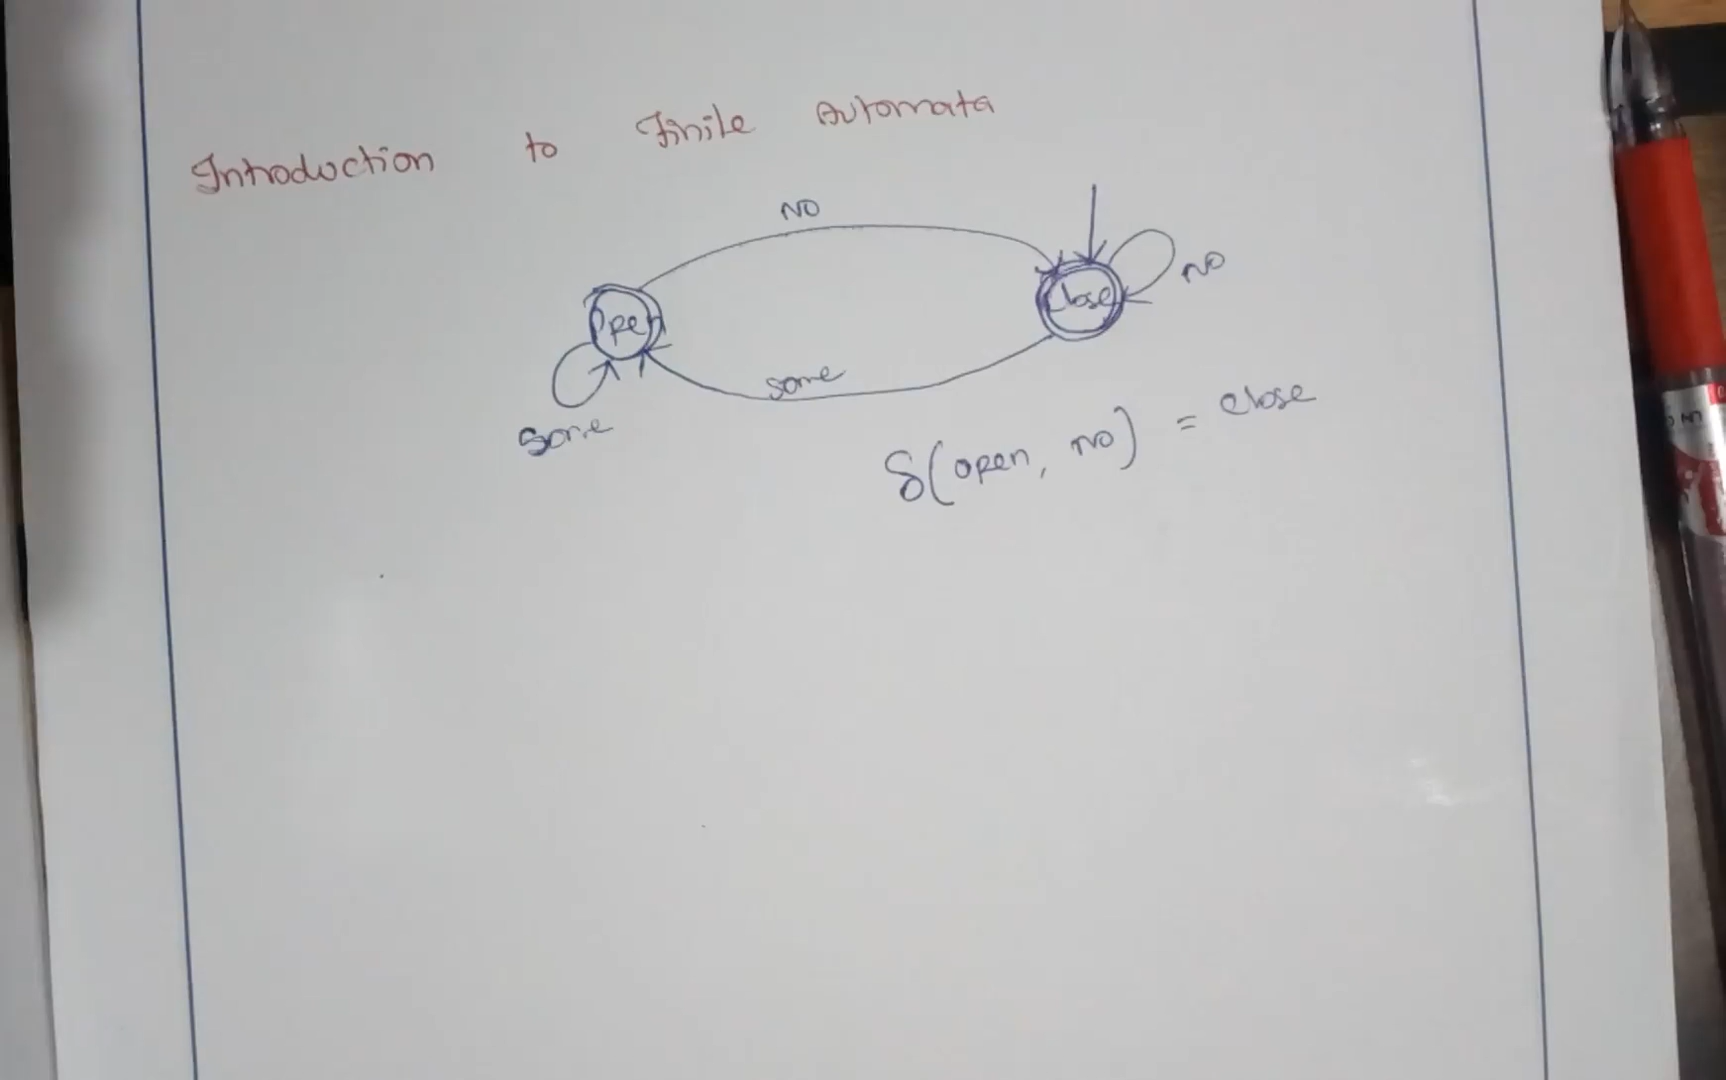 Introduction to Finite Automata
NO
Open
Close
NO
Some
Some
δ(open, no) = close